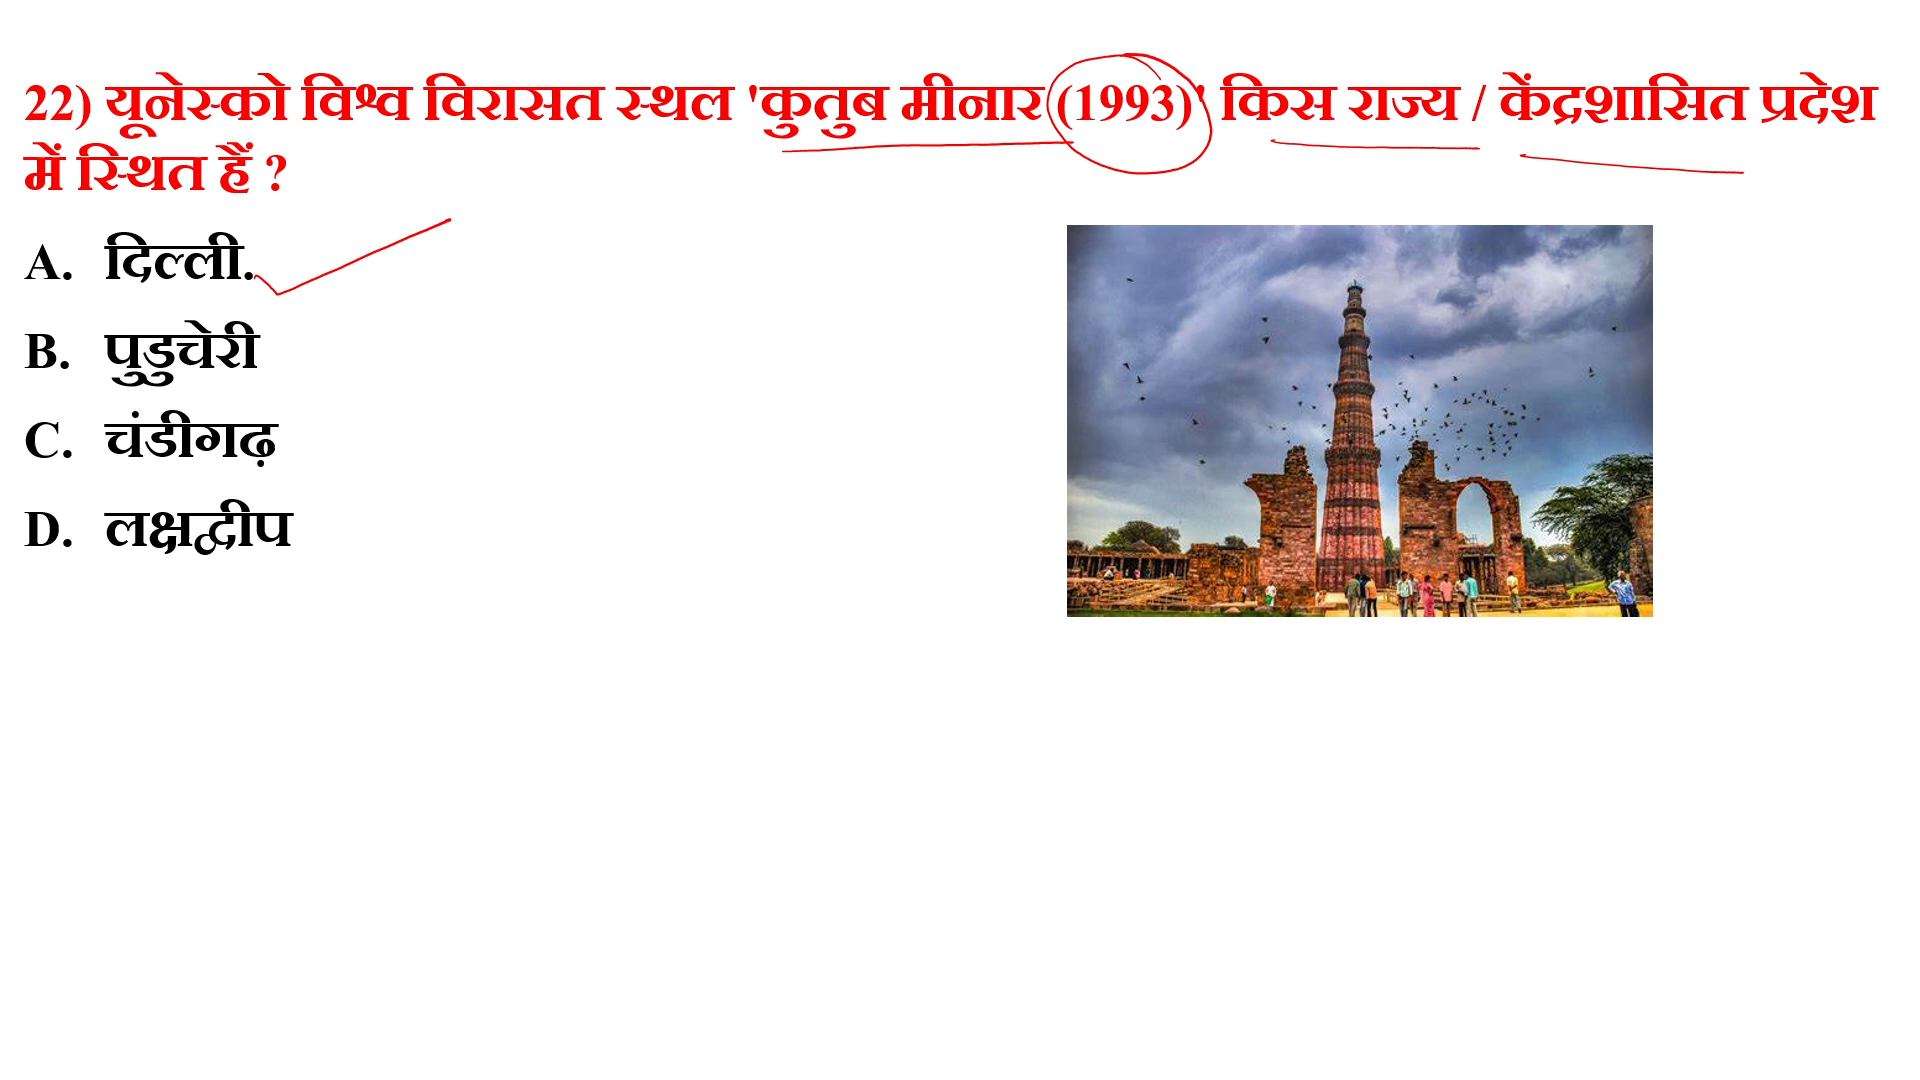 22) यूनेस्को विश्व विरासत स्थल 'कुतुब मीनार (1993)' किस राज्य / केंद्रशासित प्रदेश
में स्थित हैं ?
A. दिल्ली.
B. पुडुचेरी
C. चंडीगढ़
D. लक्षद्वीप